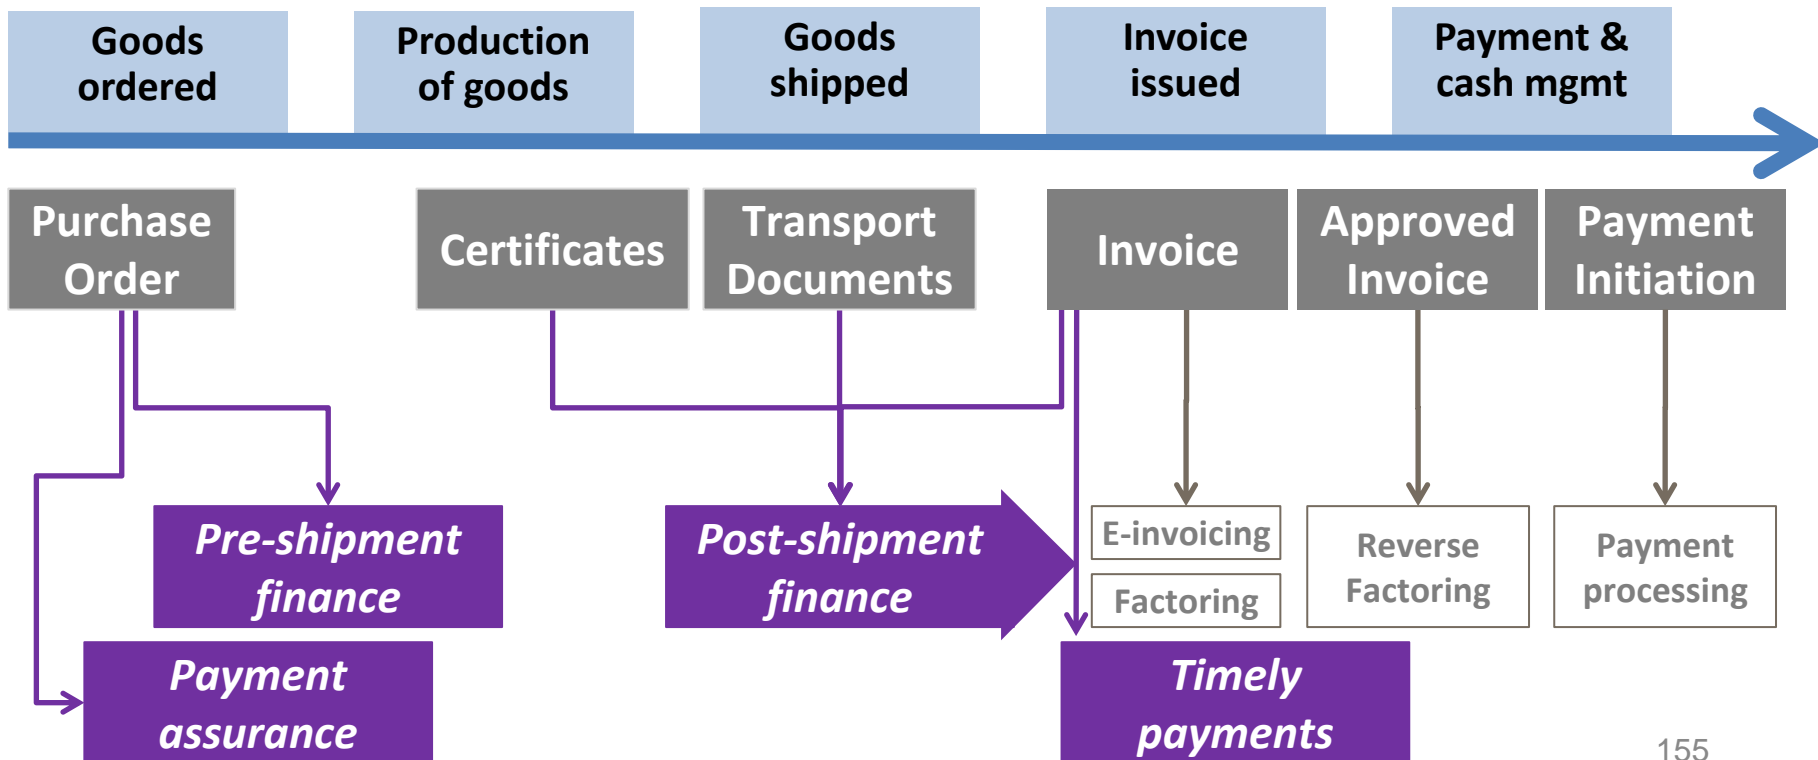 Goods
ordered
Production
of goods
Goods
shipped
Invoice
issued
Payment &
cash mgmt
Purchase
Order
Certificates
Transport
Documents
Invoice
Approved
Invoice
Payment
Initiation
Pre-shipment
finance
Post-shipment
finance
E-invoicing
Factoring
Reverse
Factoring
Payment
processing
Payment
assurance
Timely
payments
155